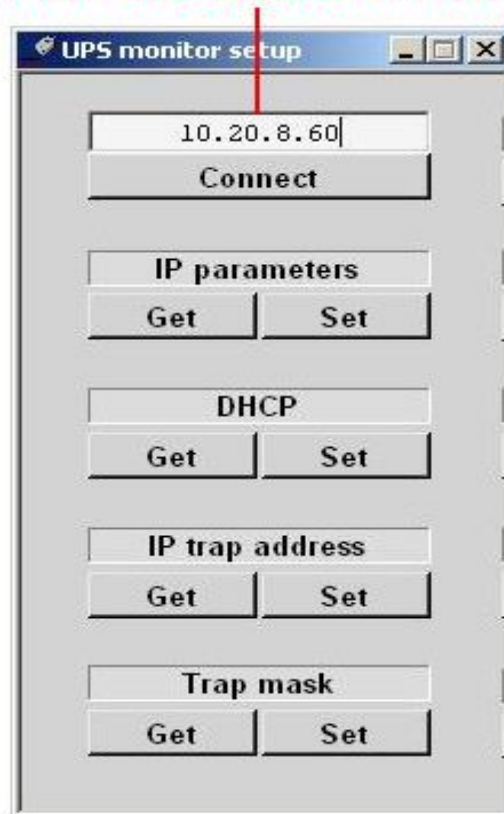 UPS monitor setup
10.20.8.60
Connect
IP parameters
Get Set
DHCP
Get Set
IP trap address
Get Set
Trap mask
Get Set